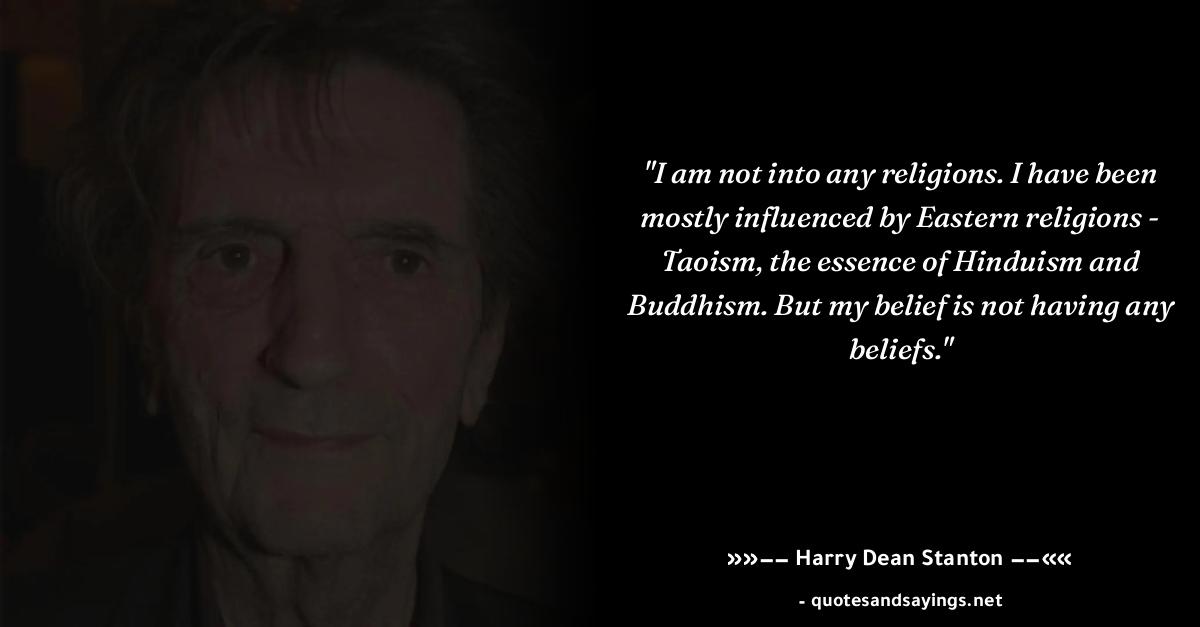 "I am not into any religions. I have been
mostly influenced by Eastern religions -
Taoism, the essence of Hinduism and
Buddhism. But my belief is not having any
beliefs."
»»–– Harry Dean Stanton ––««
- quotesandsayings.net